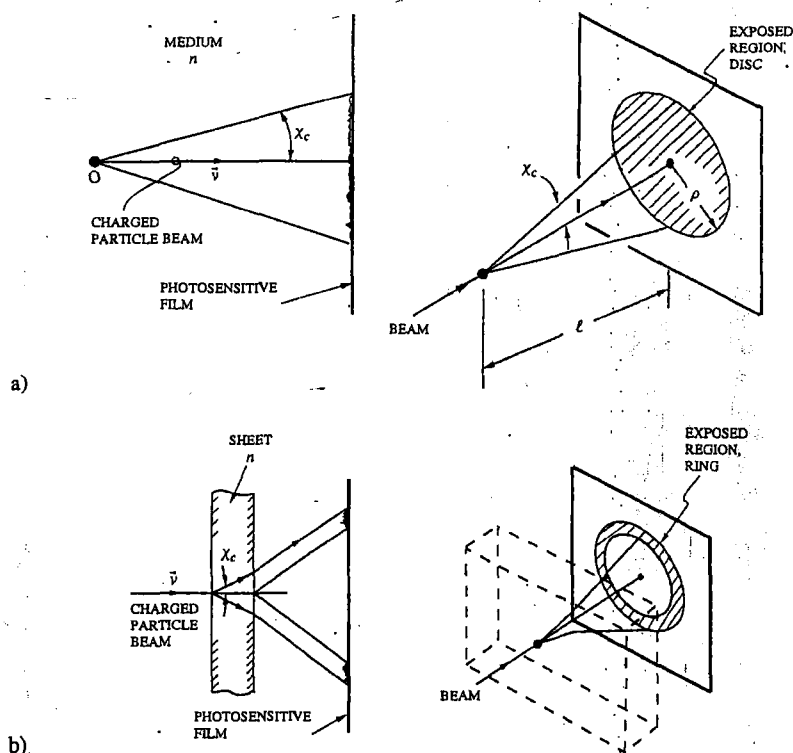 MEDIUM
n
χc
O
v̄
CHARGED
PARTICLE BEAM
PHOTOSENSITIVE
FILM
EXPOSED
REGION,
DISC
χc
ρ
BEAM
ℓ
a)
SHEET
n
χc
v̄
CHARGED
PARTICLE
BEAM
PHOTOSENSITIVE
FILM
EXPOSED
REGION,
RING
BEAM
b)